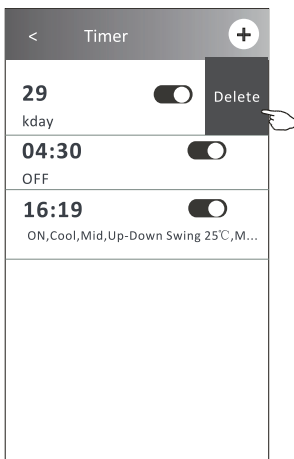 < Timer +
29 Delete
kday
04:30
OFF
16:19
ON,Cool,Mid,Up-Down Swing 25℃,M...